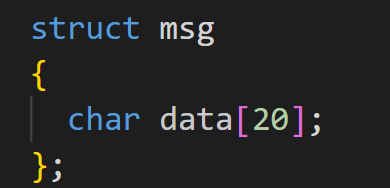 struct msg
{
  char data[20];
};